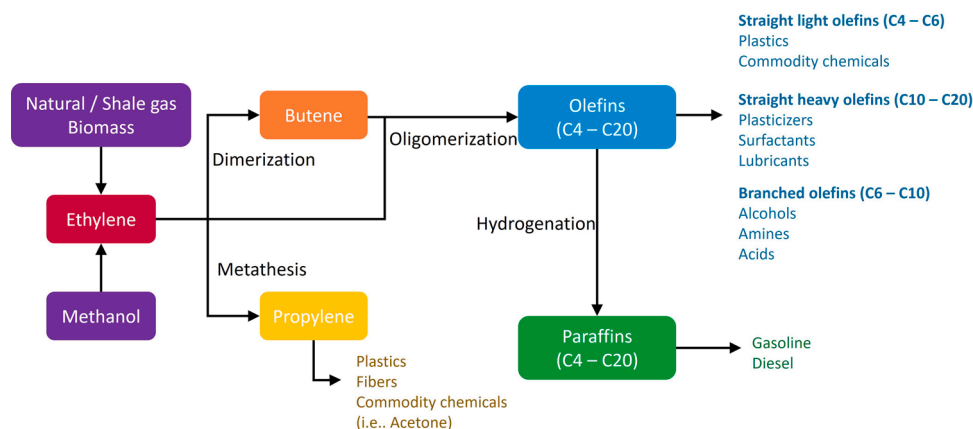 Natural / Shale gas
Biomass
Ethylene
Methanol
Butene
Dimerization
Metathesis
Propylene
Plastics
Fibers
Commodity chemicals
(i.e.. Acetone)
Oligomerization
Olefins
(C4 – C20)
Hydrogenation
Paraffins
(C4 – C20)
Straight light olefins (C4 – C6)
Plastics
Commodity chemicals
Straight heavy olefins (C10 – C20)
Plasticizers
Surfactants
Lubricants
Branched olefins (C6 – C10)
Alcohols
Amines
Acids
Gasoline
Diesel